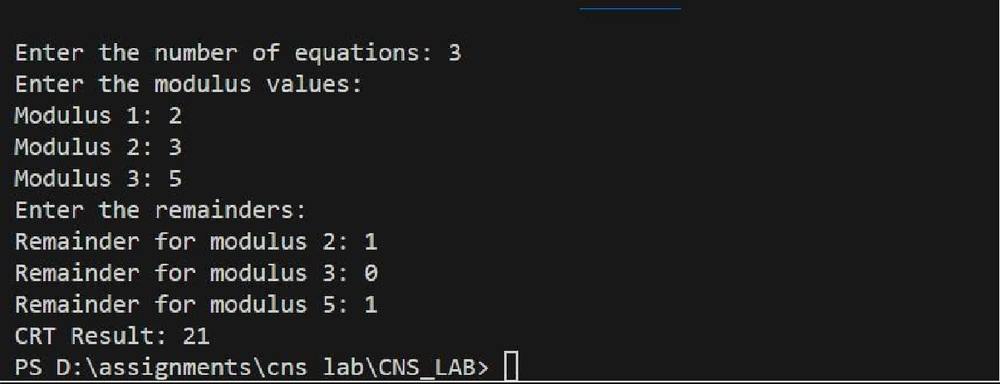 Enter the number of equations: 3
Enter the modulus values:
Modulus 1: 2
Modulus 2: 3
Modulus 3: 5
Enter the remainders:
Remainder for modulus 2: 1
Remainder for modulus 3: 0
Remainder for modulus 5: 1
CRT Result: 21
PS D:\assignments\cns lab\CNS_LAB>